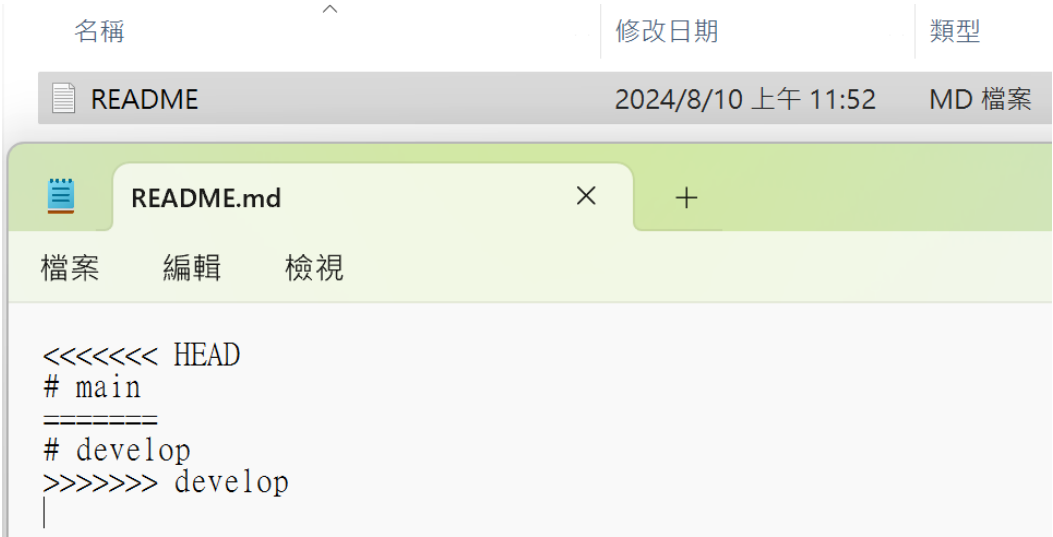 名稱 修改日期 類型
README 2024/8/10 上午 11:52 MD 檔案
README.md
檔案 編輯 檢視
<<<<<<< HEAD
# main
=======
# develop
>>>>>>> develop